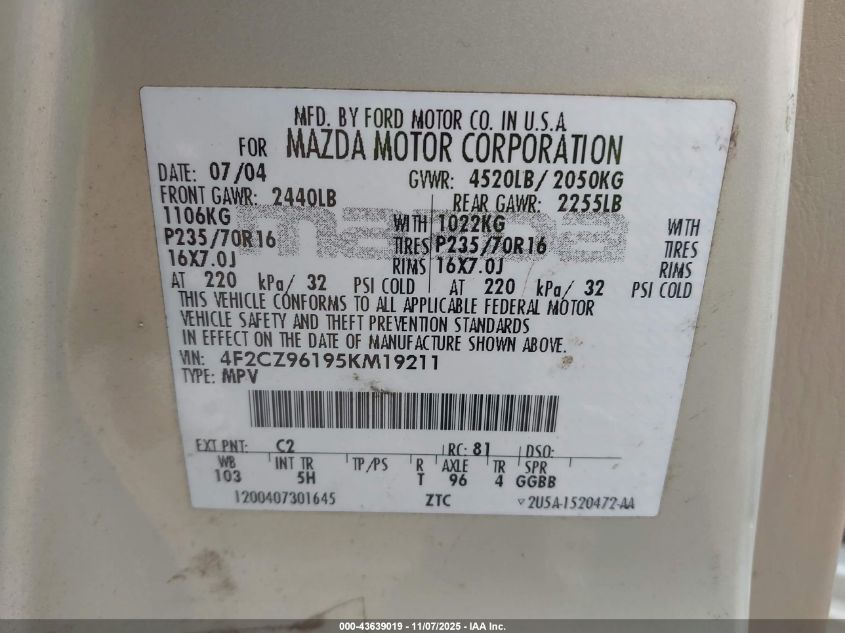 MFD. BY FORD MOTOR CO. IN U.S.A
FOR MAZDA MOTOR CORPORATION
DATE: 07/04 GVWR: 4520LB/ 2050KG
FRONT GAWR: 2440LB REAR GAWR: 2255LB
1106KG WITH 1022KG WITH
P235/70R16 TIRES P235/70R16 TIRES
16X7.0J RIMS 16X7.0J RIMS
AT 220 kPa/ 32 PSI COLD AT 220 kPa/ 32 PSI COLD
THIS VEHICLE CONFORMS TO ALL APPLICABLE FEDERAL MOTOR
VEHICLE SAFETY AND THEFT PREVENTION STANDARDS
IN EFFECT ON THE DATE OF MANUFACTURE SHOWN ABOVE.
VIN: 4F2CZ96195KM19211
TYPE: MPV
mazda
EXT PNT: C2 RC: 81 DSO:
WB INT TR TP/PS R AXLE TR SPR
103 5H T 96 4 GGBB
1200407301645 ZTC 2U5A-1520472-AA
000-43639019 - 11/07/2025 - IAA Inc.